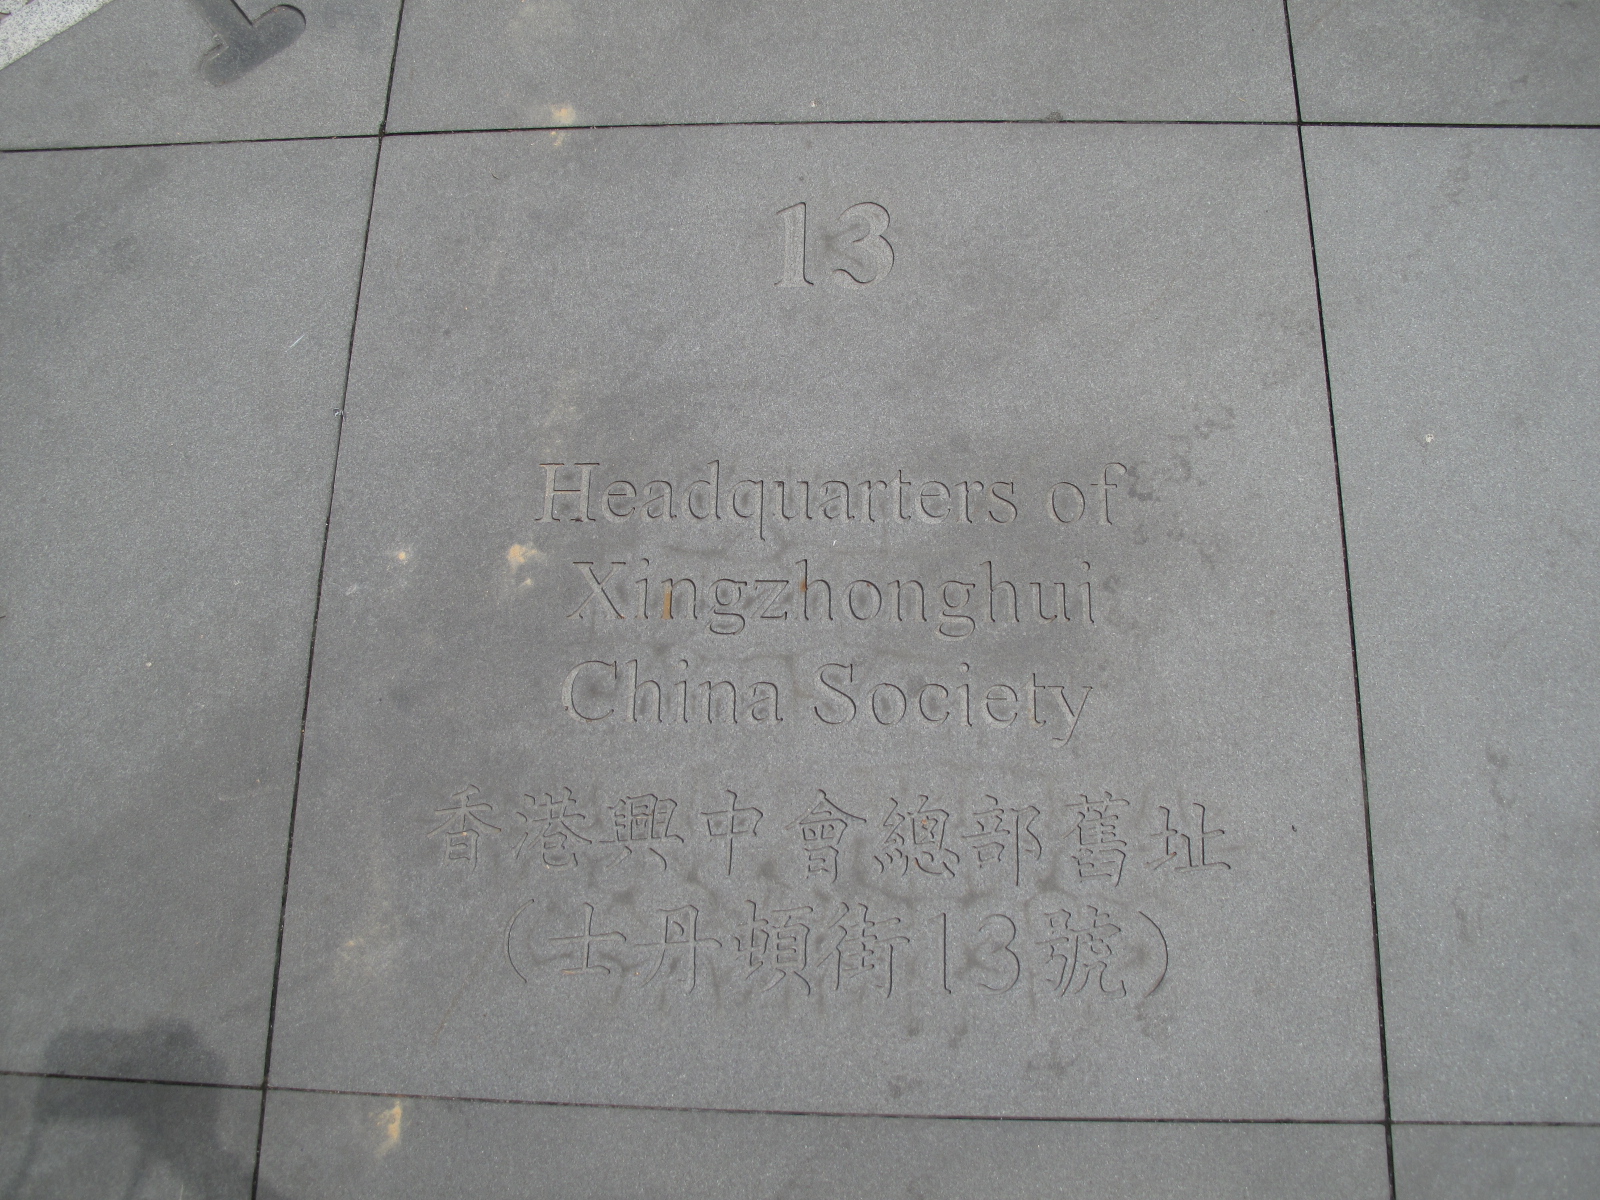 13
Headquarters of
Xingzhonghui
China Society
香港興中會總部舊址
(士丹頓街13號)